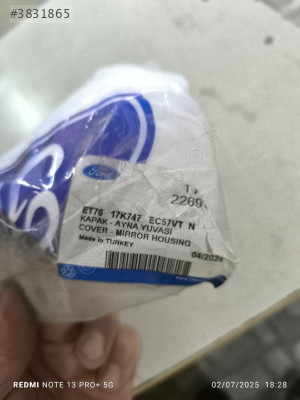 #3831865
Ford
2269
ET76 17K747 EC57VT N
KAPAK - AYNA YUVASI
COVER - MIRROR HOUSING
Made in TURKEY
04/2024
REDMI NOTE 13 PRO+ 5G
02/07/2025 18:28